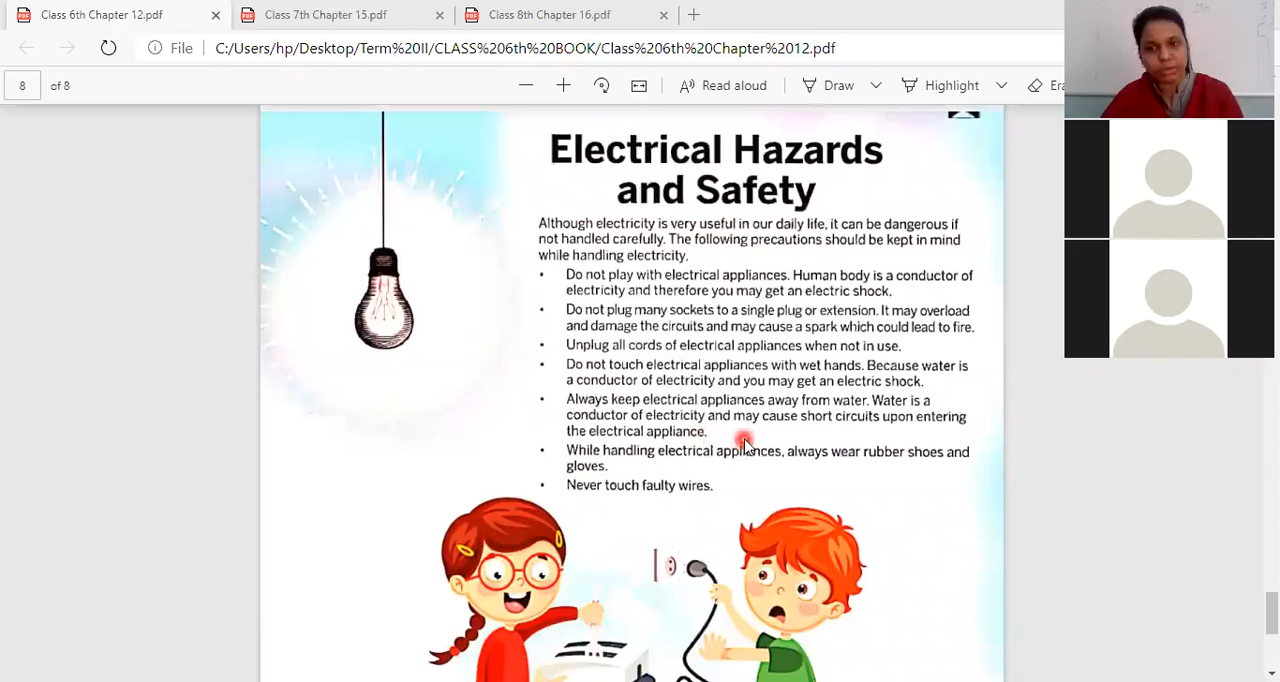 Class 6th Chapter 12.pdf
Class 7th Chapter 15.pdf
Class 8th Chapter 16.pdf
File
C:/Users/hp/Desktop/Term%20II/CLASS%206th%20BOOK/Class%206th%20Chapter%2012.pdf
8 of 8
Read aloud
Draw
Highlight
Electrical Hazards
and Safety
Although electricity is very useful in our daily life, it can be dangerous if
not handled carefully. The following precautions should be kept in mind
while handling electricity.
• Do not play with electrical appliances. Human body is a conductor of
electricity and therefore you may get an electric shock.
• Do not plug many sockets to a single plug or extension. It may overload
and damage the circuits and may cause a spark which could lead to fire.
• Unplug all cords of electrical appliances when not in use.
• Do not touch electrical appliances with wet hands. Because water is
a conductor of electricity and you may get an electric shock.
• Always keep electrical appliances away from water. Water is a
conductor of electricity and may cause short circuits upon entering
the electrical appliance.
• While handling electrical appliances, always wear rubber shoes and
gloves.
• Never touch faulty wires.